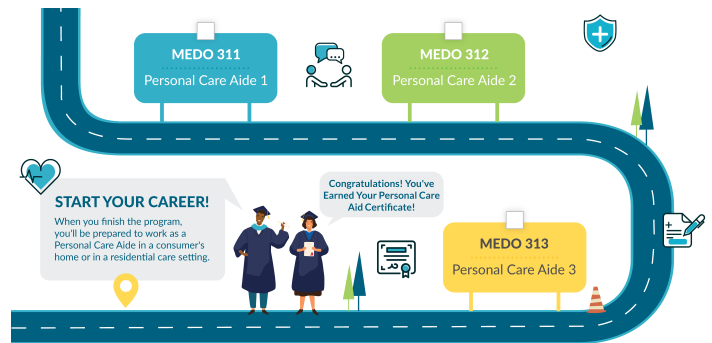 MEDO 311
Personal Care Aide 1
MEDO 312
Personal Care Aide 2
START YOUR CAREER!
When you finish the program,
you'll be prepared to work as a
Personal Care Aide in a consumer's
home or in a residential care setting.
Congratulations! You've
Earned Your Personal Care
Aid Certificate!
MEDO 313
Personal Care Aide 3